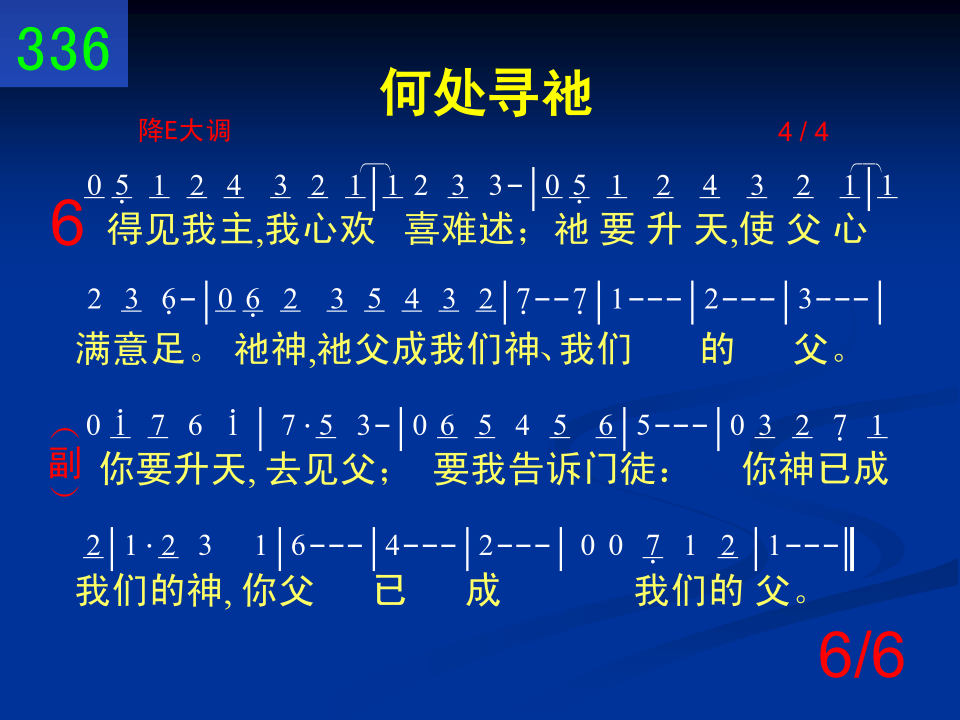 336
何处寻祂
降E大调 4 / 4
0 5̣ 1 2 4 3 2 1|1 2 3 3-|0 5̣ 1 2 4 3 2 1|1
6 得见我主,我心欢 喜难述；祂 要 升 天,使 父 心
2 3 6̣-|0 6̣ 2 3 5 4 3 2|7̣--7̣|1---|2---|3---|
满意足。 祂神,祂父成我们神、我们 的 父。
0 i 7 6 i | 7·5 3-|0 6 5 4 5 6|5---|0 3 2 7̣ 1
（副） 你要升天, 去见父； 要我告诉门徒： 你神已成
2|1·2 3 1|6---|4---|2---| 0 0 7̣ 1 2|1---‖
我们的神, 你父 已 成 我们的 父。
6/6